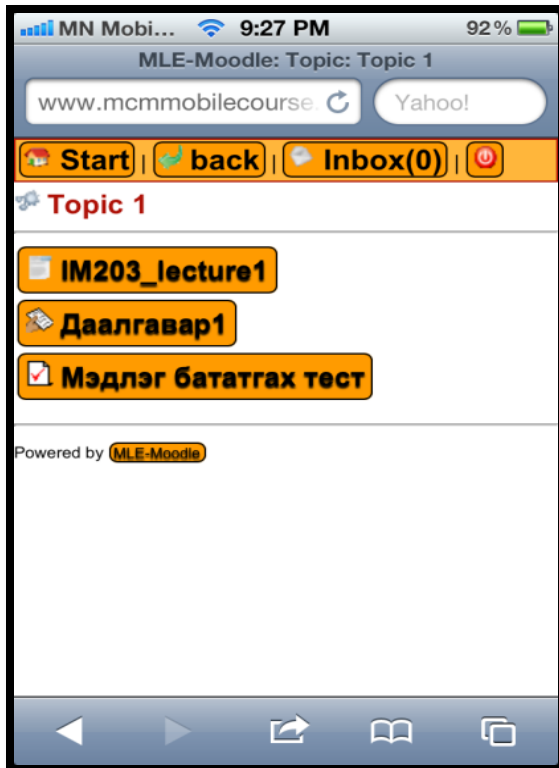 MN Mobi... 9:27 PM 92%
MLE-Moodle: Topic: Topic 1
www.mcmmobilecourse. Yahoo!
Start | back | Inbox(0) |
Topic 1
IM203_lecture1
Даалгавар1
Мэдлэг бататгах тест
Powered by MLE-Moodle